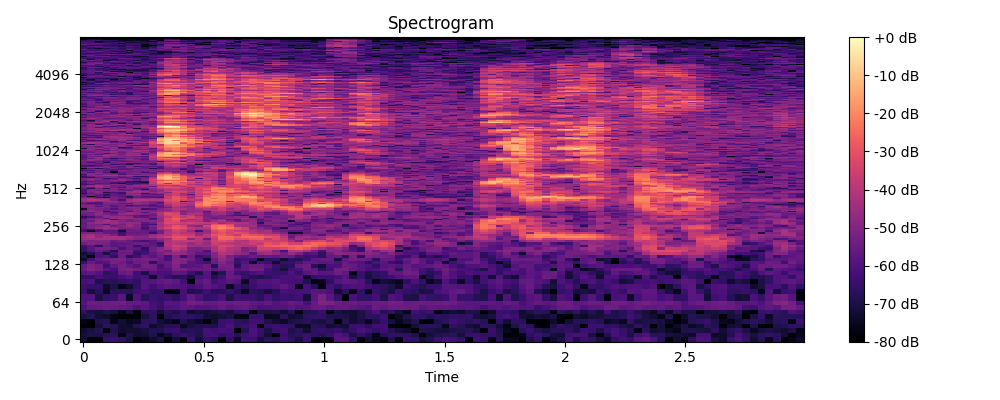 Spectrogram
Hz
4096
2048
1024
512
256
128
64
0
0
0.5
1
1.5
2
2.5
Time
+0 dB
-10 dB
-20 dB
-30 dB
-40 dB
-50 dB
-60 dB
-70 dB
-80 dB